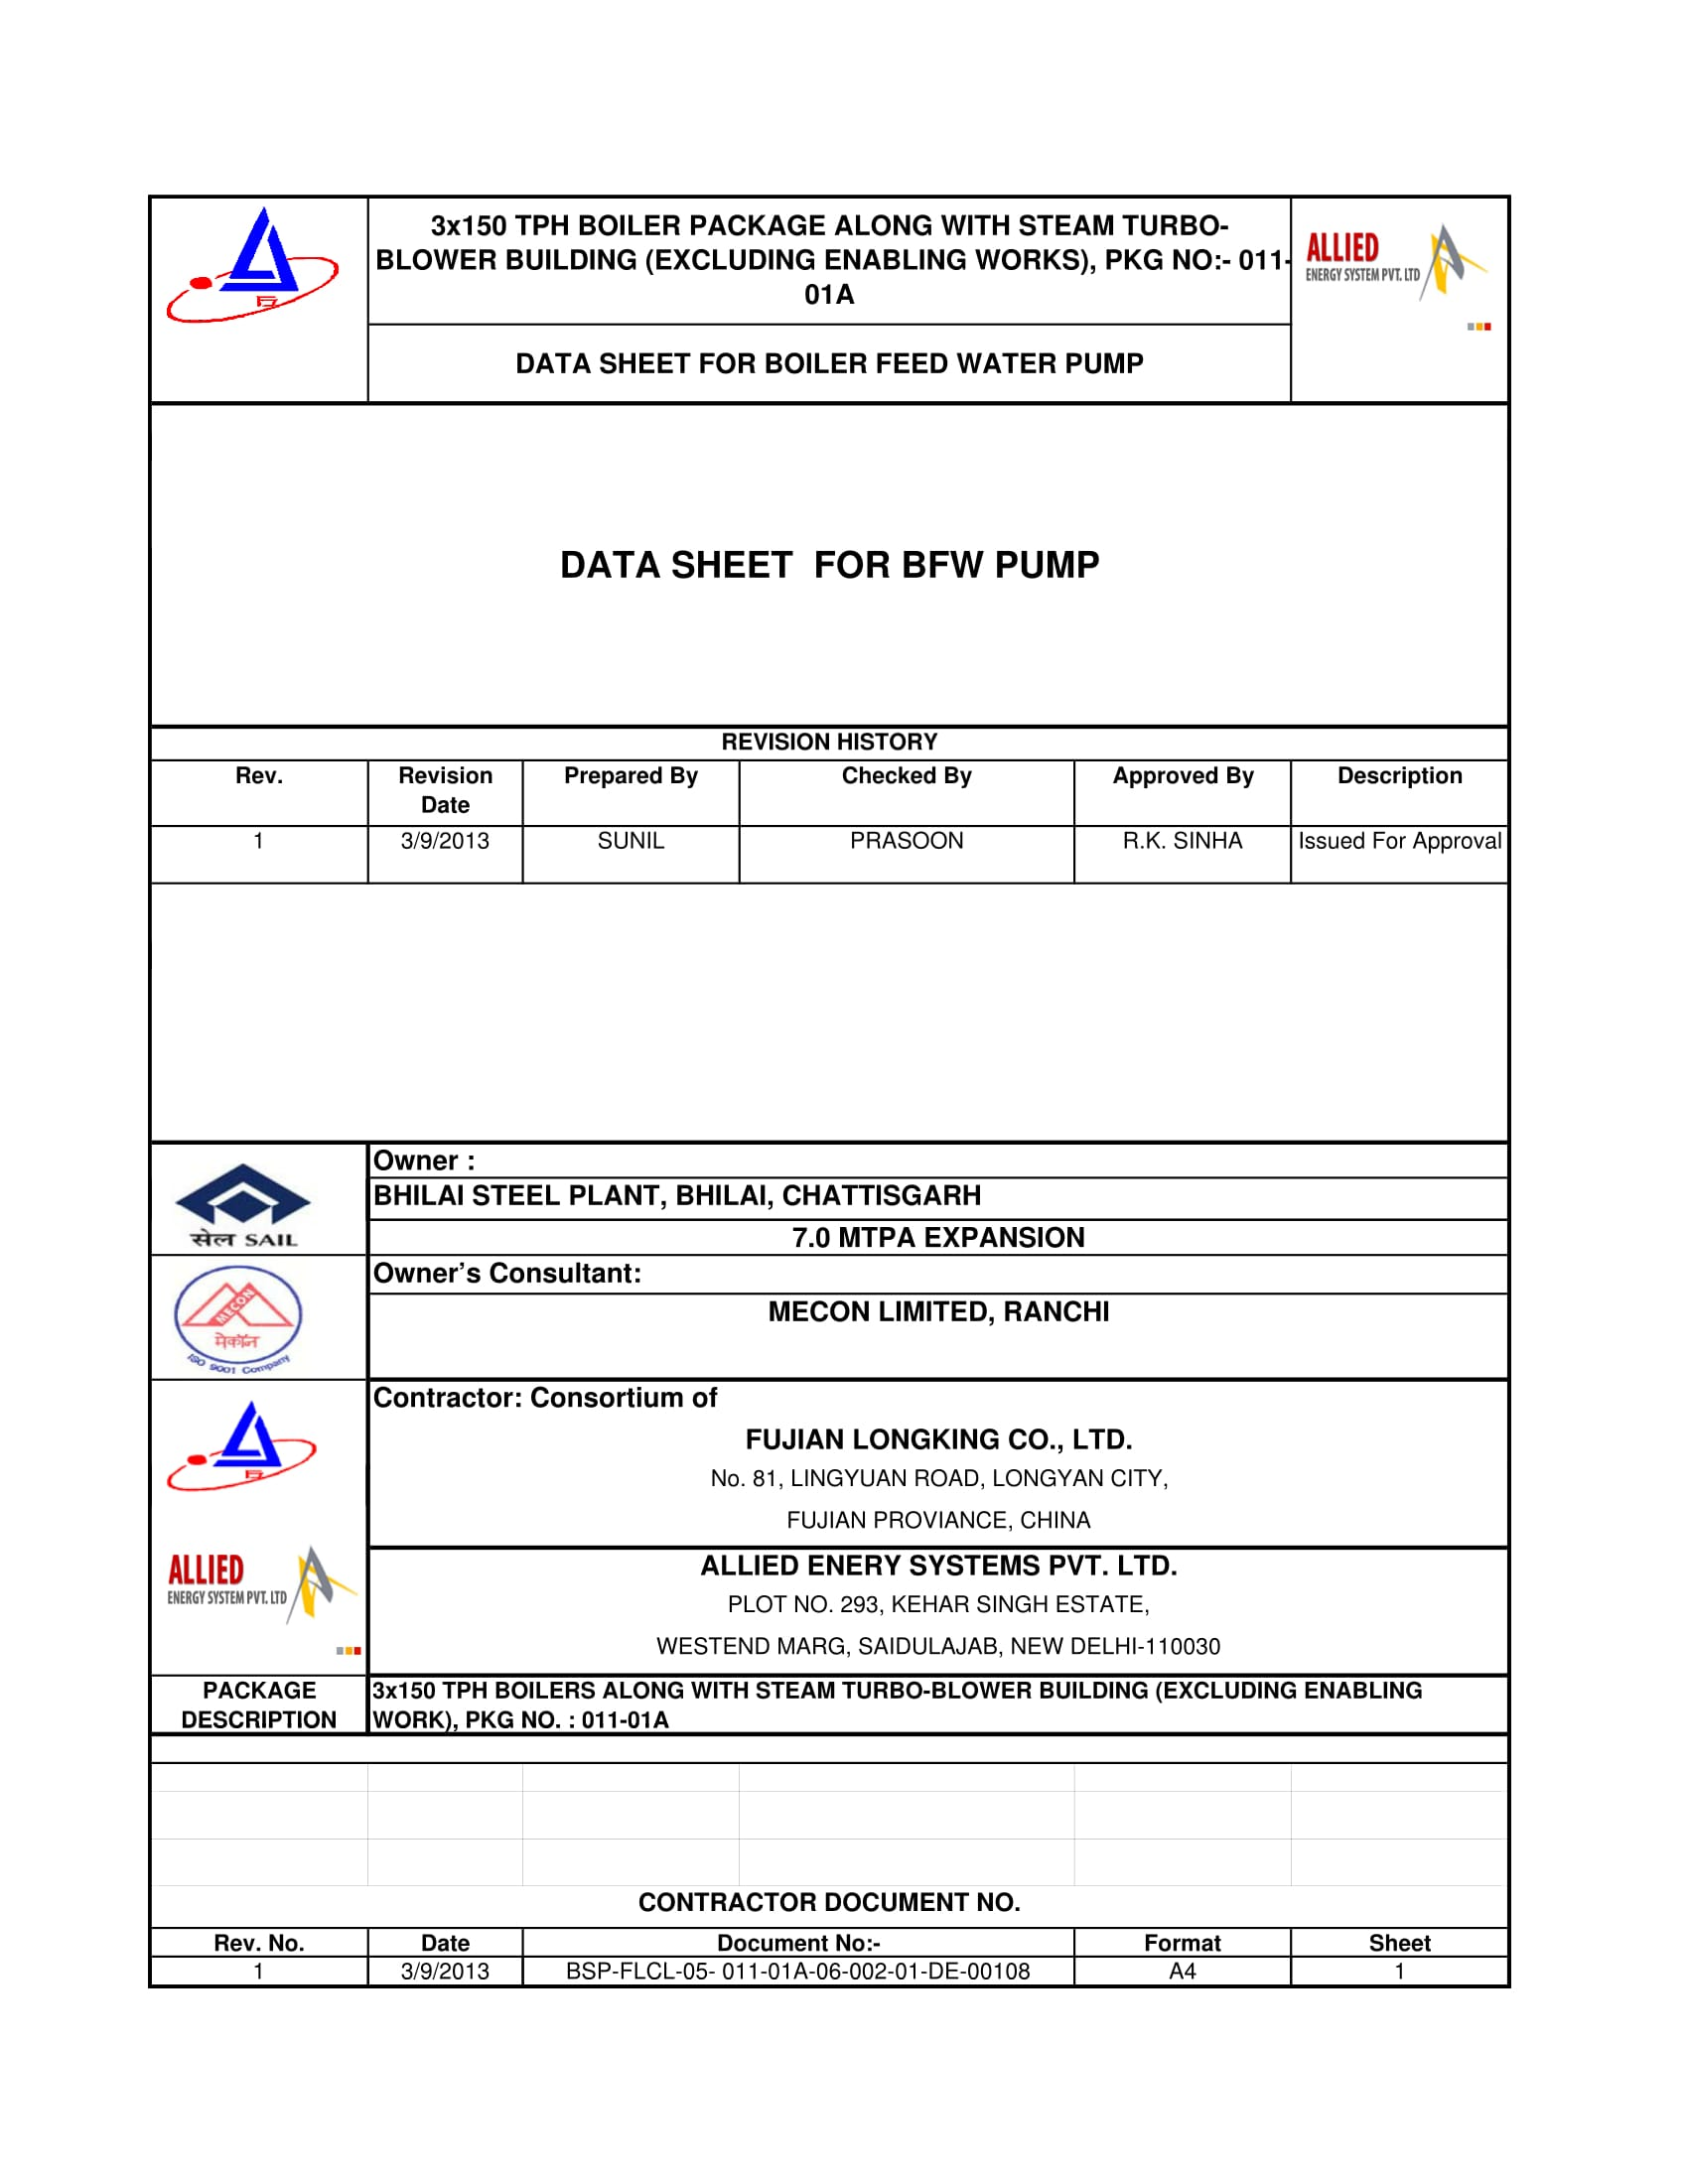 3x150 TPH BOILER PACKAGE ALONG WITH STEAM TURBO-
BLOWER BUILDING (EXCLUDING ENABLING WORKS), PKG NO:- 011-
01A
ALLIED
ENERGY SYSTEM PVT. LTD
DATA SHEET FOR BOILER FEED WATER PUMP
DATA SHEET FOR BFW PUMP
REVISION HISTORY
Rev. Revision Date Prepared By Checked By Approved By Description
1 3/9/2013 SUNIL PRASOON R.K. SINHA Issued For Approval
सेल SAIL
Owner :
BHILAI STEEL PLANT, BHILAI, CHATTISGARH
7.0 MTPA EXPANSION
MECON
मेकॉन
ISO 9001 Company
Owner’s Consultant:
MECON LIMITED, RANCHI
Contractor: Consortium of
FUJIAN LONGKING CO., LTD.
No. 81, LINGYUAN ROAD, LONGYAN CITY,
FUJIAN PROVIANCE, CHINA
ALLIED
ENERGY SYSTEM PVT. LTD
ALLIED ENERY SYSTEMS PVT. LTD.
PLOT NO. 293, KEHAR SINGH ESTATE,
WESTEND MARG, SAIDULAJAB, NEW DELHI-110030
PACKAGE
DESCRIPTION
3x150 TPH BOILERS ALONG WITH STEAM TURBO-BLOWER BUILDING (EXCLUDING ENABLING
WORK), PKG NO. : 011-01A
CONTRACTOR DOCUMENT NO.
Rev. No. Date Document No:- Format Sheet
1 3/9/2013 BSP-FLCL-05- 011-01A-06-002-01-DE-00108 A4 1